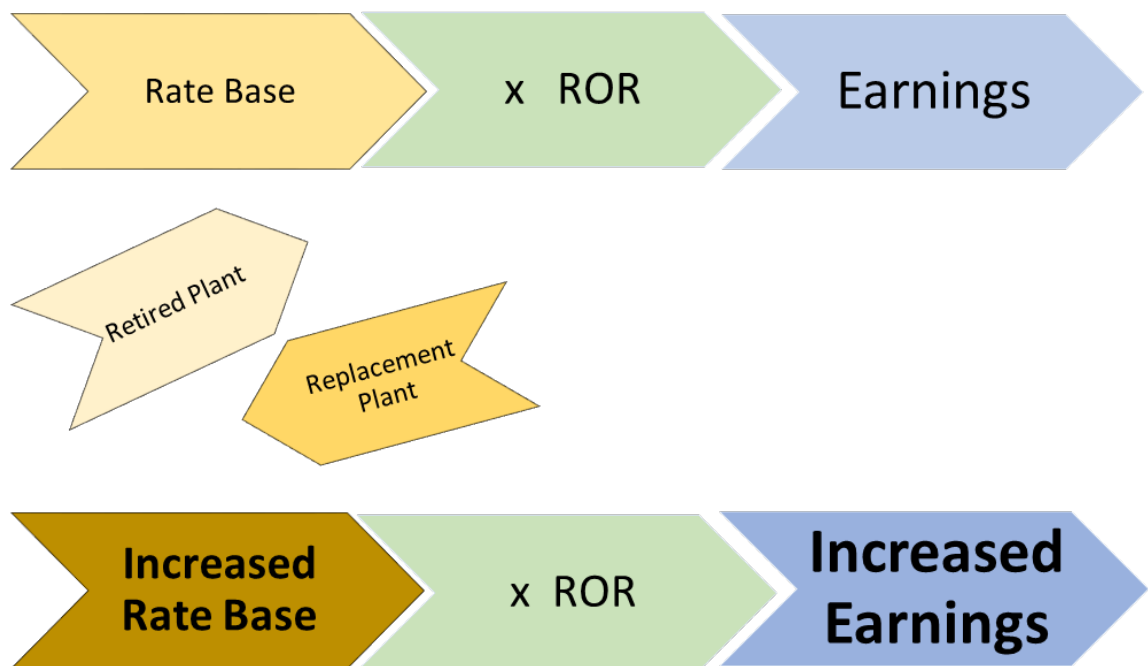 Rate Base
x ROR
Earnings
Retired Plant
Replacement
Plant
Increased
Rate Base
x ROR
Increased
Earnings